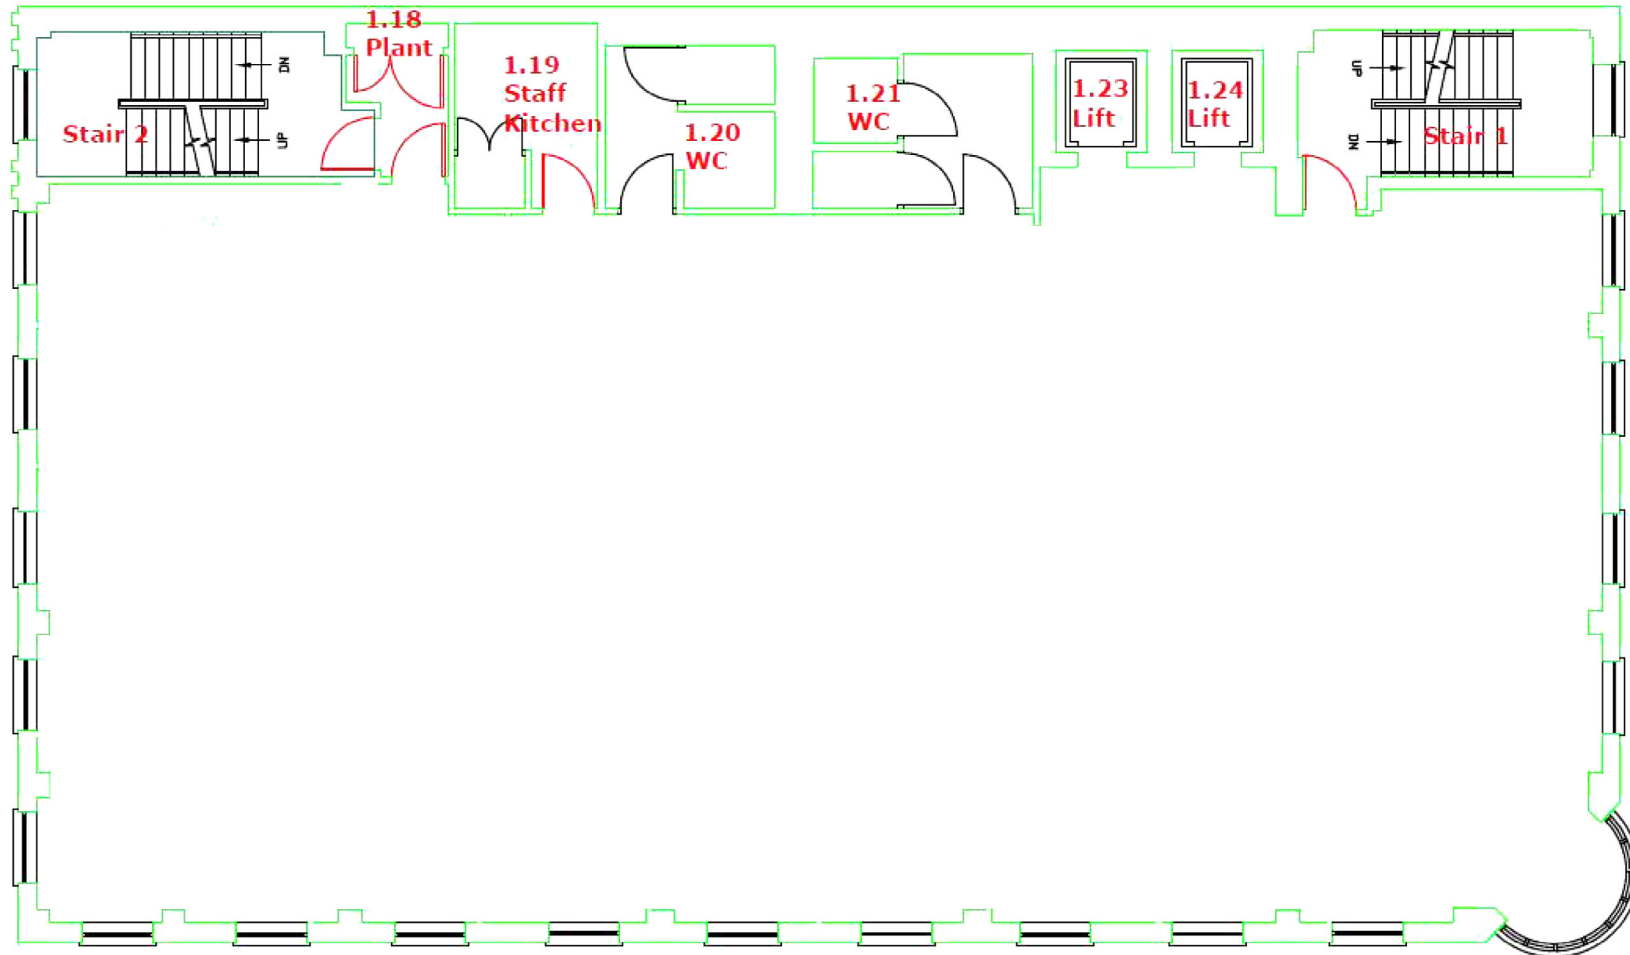 1.18
Plant
1.19
Staff
Kitchen
1.20
WC
1.21
WC
1.23
Lift
1.24
Lift
Stair 2
DN
UP
UP
DN
Stair 1